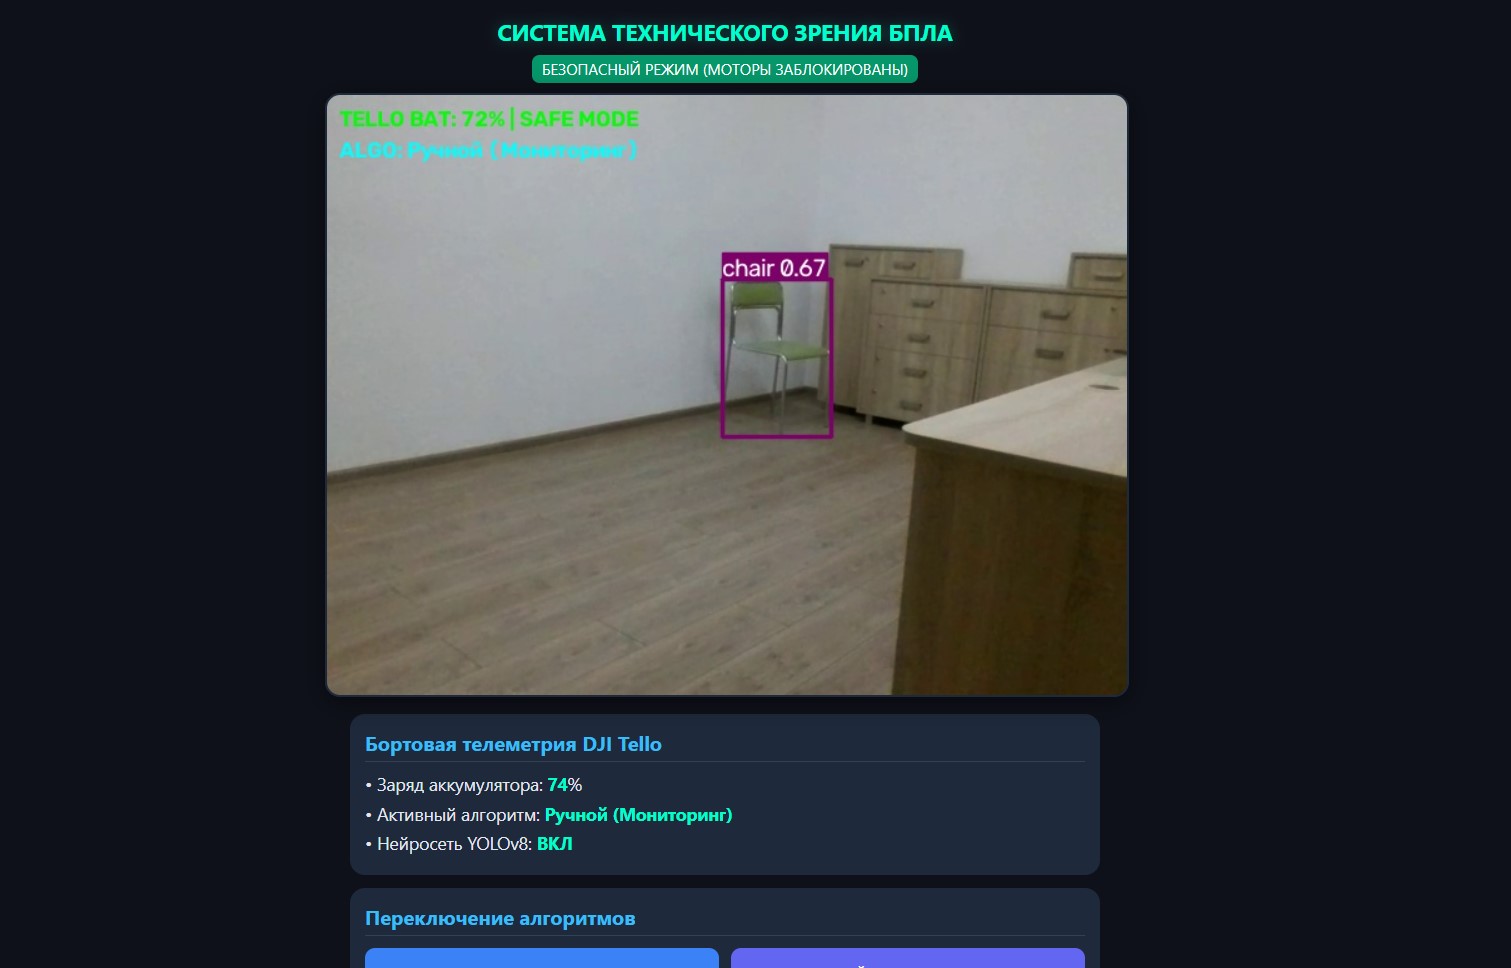 СИСТЕМА ТЕХНИЧЕСКОГО ЗРЕНИЯ БПЛА
БЕЗОПАСНЫЙ РЕЖИМ (МОТОРЫ ЗАБЛОКИРОВАНЫ)
TELLO BAT: 72% | SAFE MODE
ALGO: Ручной (Мониторинг)
chair 0.67
Бортовая телеметрия DJI Tello
• Заряд аккумулятора: 74%
• Активный алгоритм: Ручной (Мониторинг)
• Нейросеть YOLOv8: ВКЛ
Переключение алгоритмов